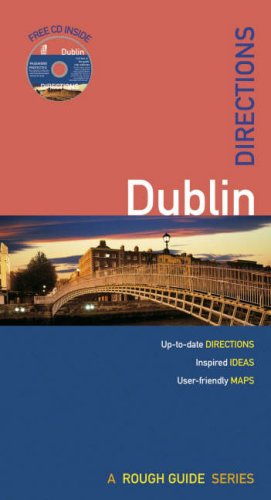 FREE CD INSIDE
Dublin
DIRECTIONS
DIRECTIONS
Dublin
Up-to-date DIRECTIONS
Inspired IDEAS
User-friendly MAPS
A ROUGH GUIDE SERIES